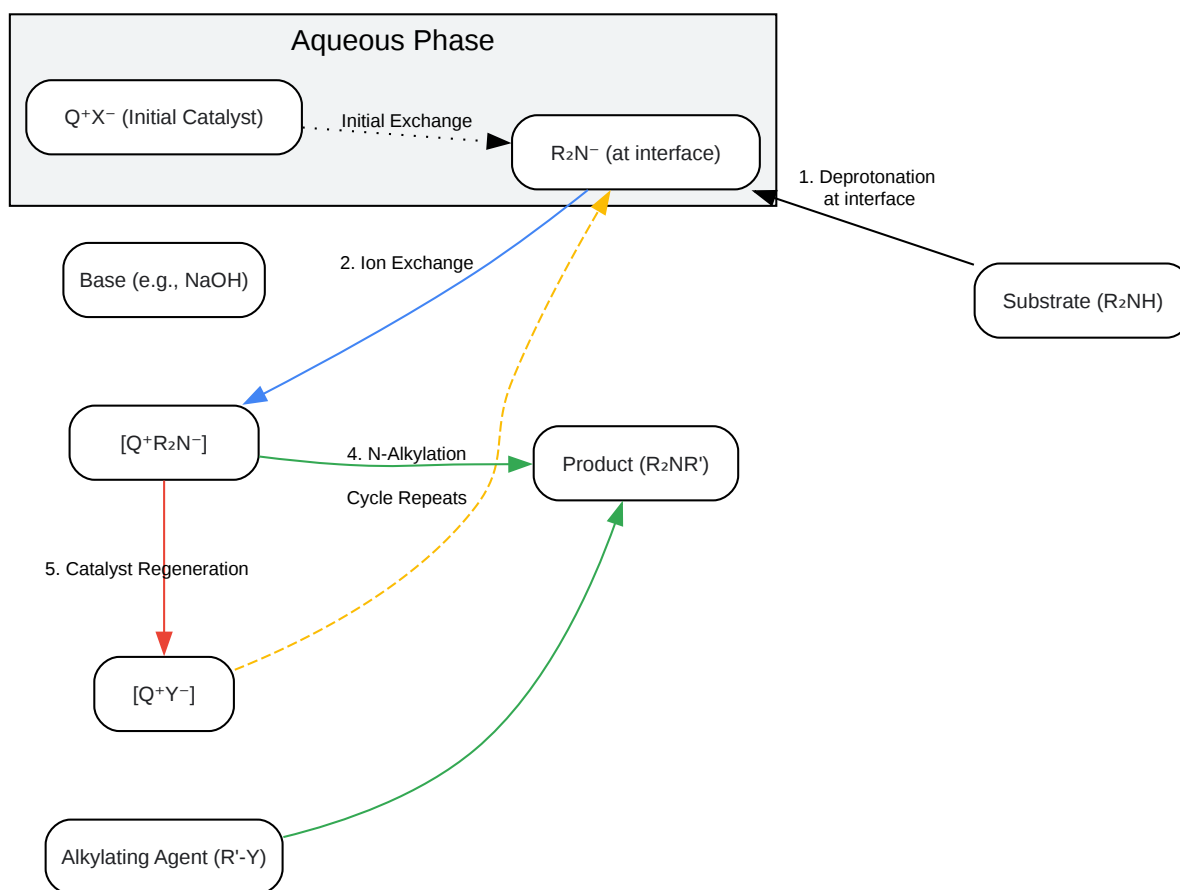 Aqueous Phase
Q⁺X⁻ (Initial Catalyst)
Initial Exchange
R₂N⁻ (at interface)
1. Deprotonation
at interface
2. Ion Exchange
Base (e.g., NaOH)
Substrate (R₂NH)
[Q⁺R₂N⁻]
4. N-Alkylation
Product (R₂NR')
Cycle Repeats
5. Catalyst Regeneration
[Q⁺Y⁻]
Alkylating Agent (R'-Y)